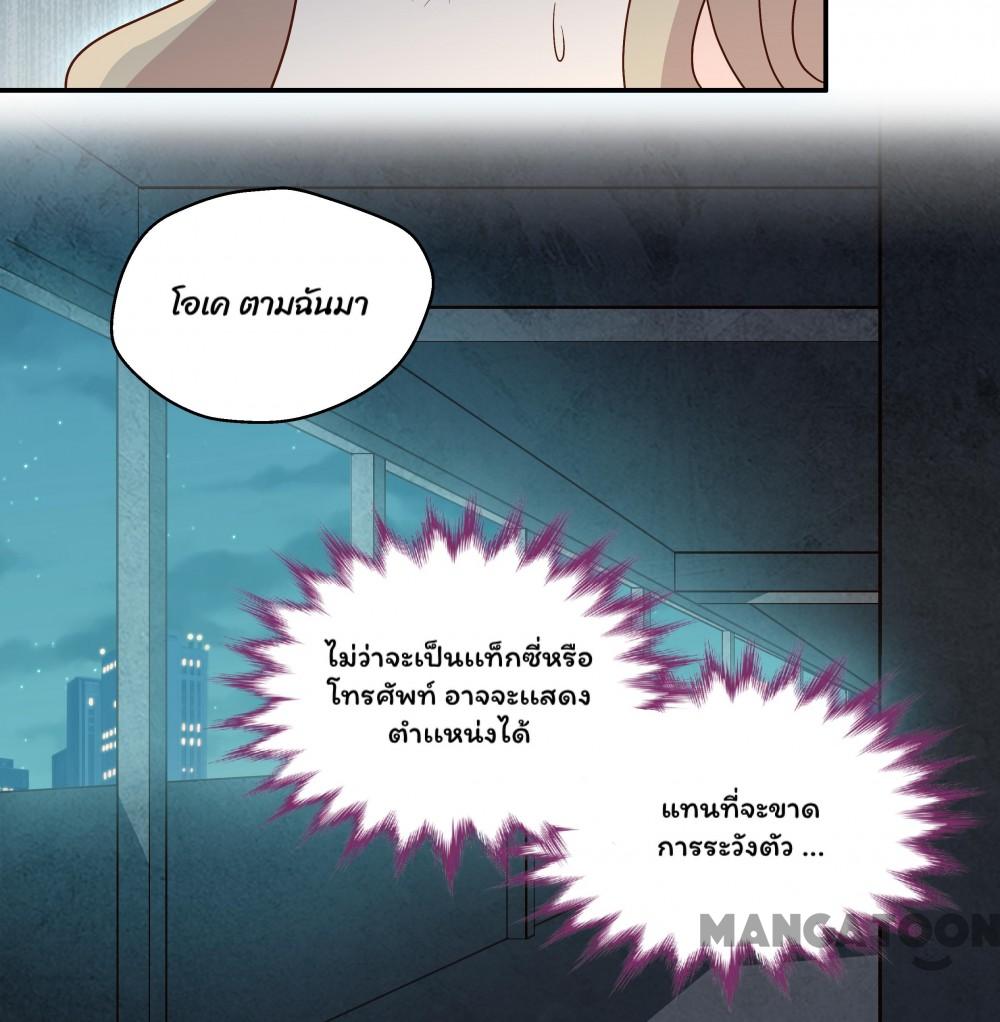 โอเค ตามฉันมา
ไม่ว่าจะเป็นแท็กซี่หรือ
โทรศัพท์ อาจจะแสดง
ตำแหน่งได้
แทนที่จะขาด
การระวังตัว ...
MANGATOON